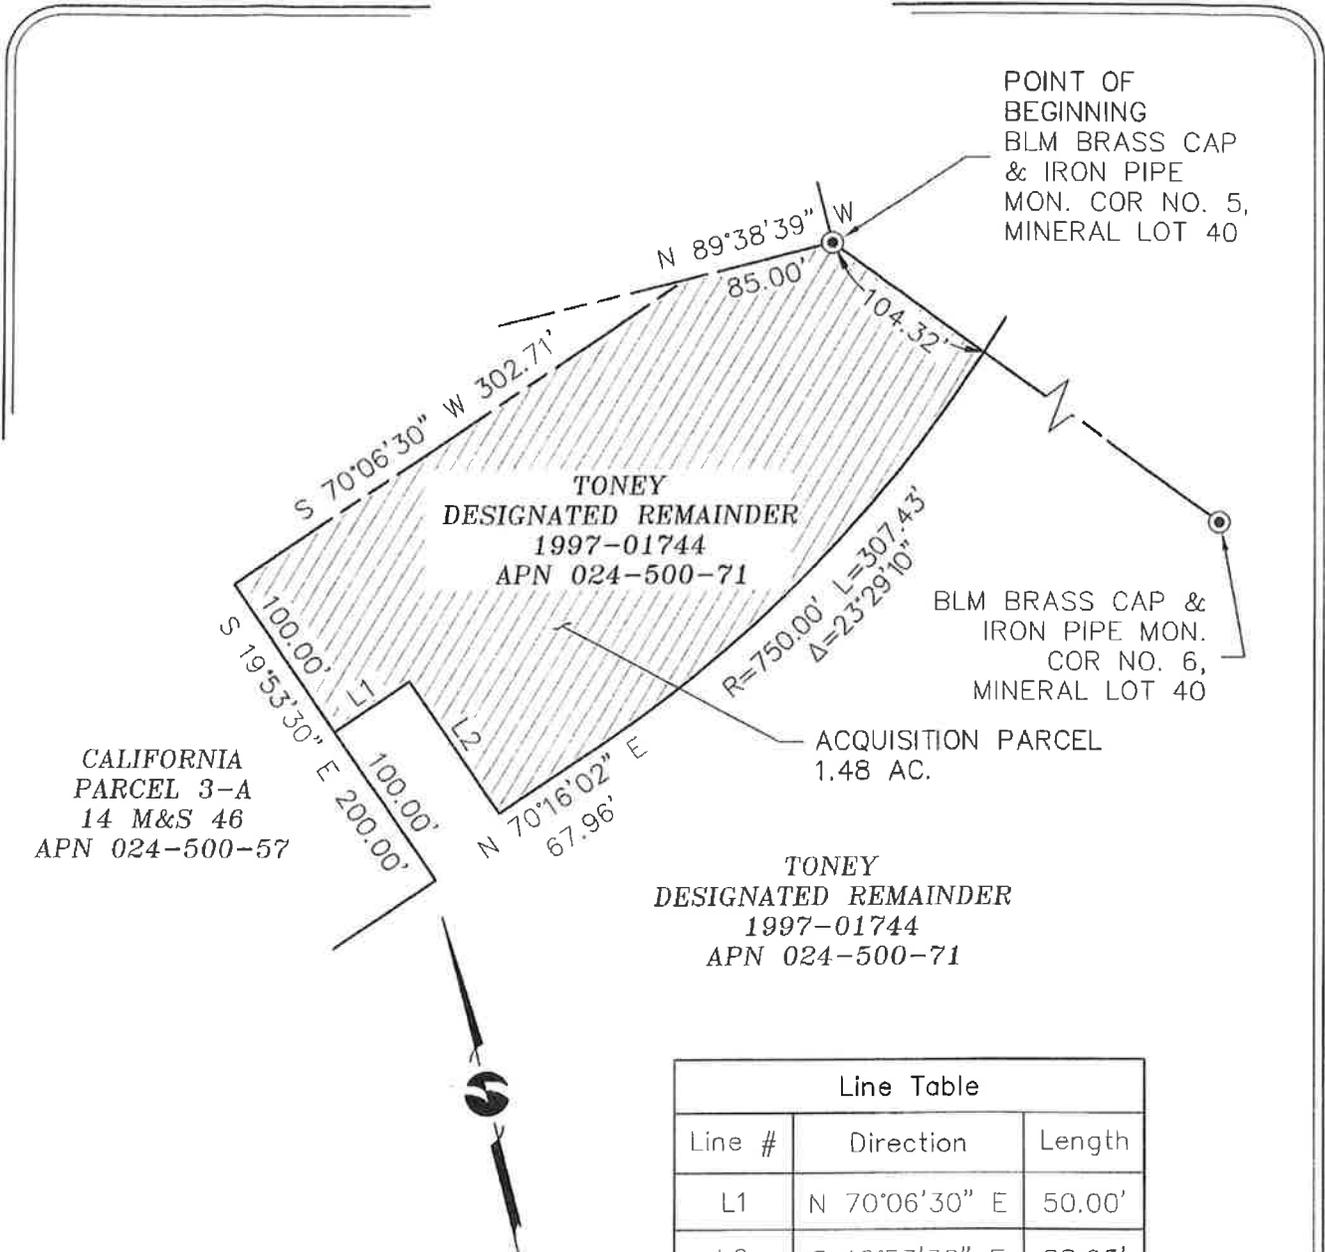 POINT OF
BEGINNING
BLM BRASS CAP
& IRON PIPE
MON. COR NO. 5,
MINERAL LOT 40
N 89°38'39" W
85.00'
104.32'
S 70°06'30" W 302.71'
TONEY
DESIGNATED REMAINDER
1997-01744
APN 024-500-71
R=750.00' L=307.43'
Δ=23°29'10"
BLM BRASS CAP &
IRON PIPE MON.
COR NO. 6,
MINERAL LOT 40
100.00'
S 19°53'30" E 200.00'
L1
L2
100.00'
N 70°16'02" E
67.96'
ACQUISITION PARCEL
1.48 AC.
CALIFORNIA
PARCEL 3-A
14 M&S 46
APN 024-500-57
TONEY
DESIGNATED REMAINDER
1997-01744
APN 024-500-71
Line Table
Line # Direction Length
L1 N 70°06'30" E 50.00'